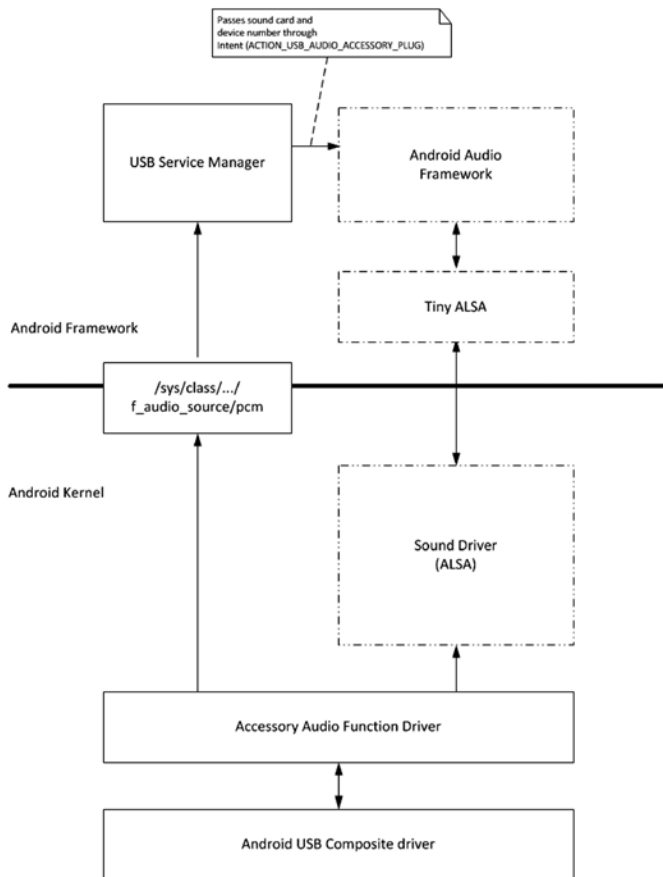 Passes sound card and
device number through
Intent (ACTION_USB_AUDIO_ACCESSORY_PLUG)
USB Service Manager
Android Audio
Framework
Tiny ALSA
Android Framework
/sys/class/.../
f_audio_source/pcm
Android Kernel
Sound Driver
(ALSA)
Accessory Audio Function Driver
Android USB Composite driver